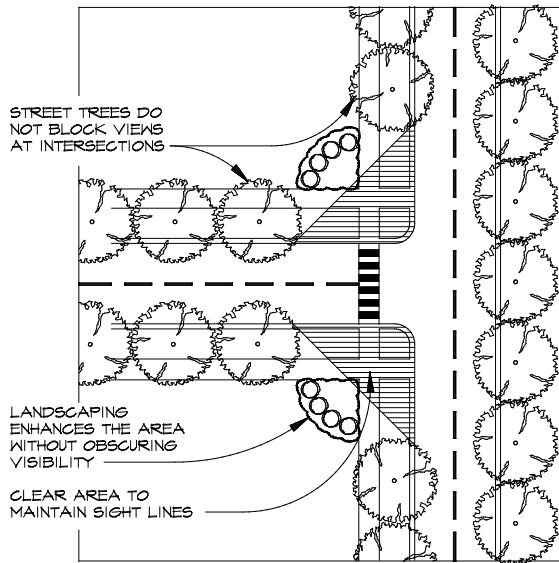 STREET TREES DO
NOT BLOCK VIEWS
AT INTERSECTIONS
LANDSCAPING
ENHANCES THE AREA
WITHOUT OBSCURING
VISIBILITY
CLEAR AREA TO
MAINTAIN SIGHT LINES